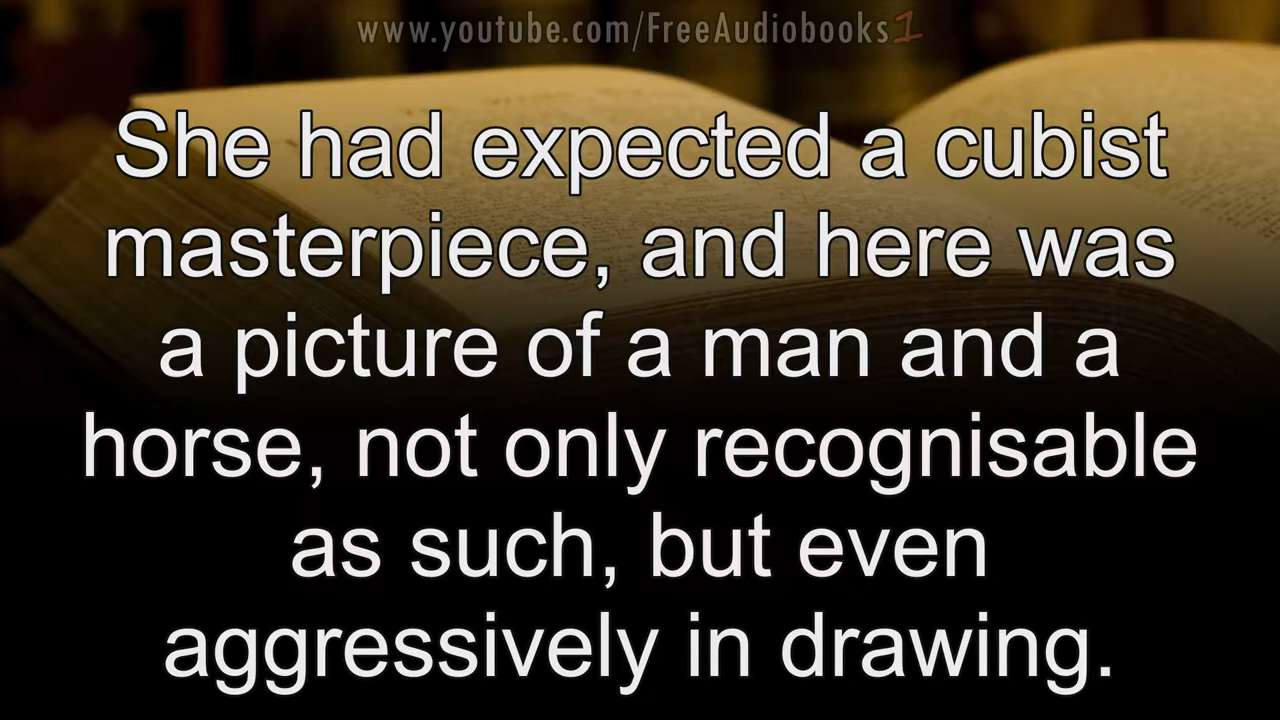 www.youtube.com/FreeAudiobooks1
She had expected a cubist
masterpiece, and here was
a picture of a man and a
horse, not only recognisable
as such, but even
aggressively in drawing.